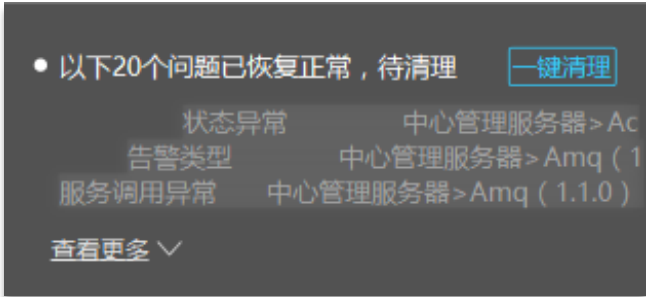 以下20个问题已恢复正常，待清理 一键清理
状态异常 中心管理服务器>Ac
告警类型 中心管理服务器>Amq（1
服务调用异常 中心管理服务器>Amq（1.1.0）
查看更多